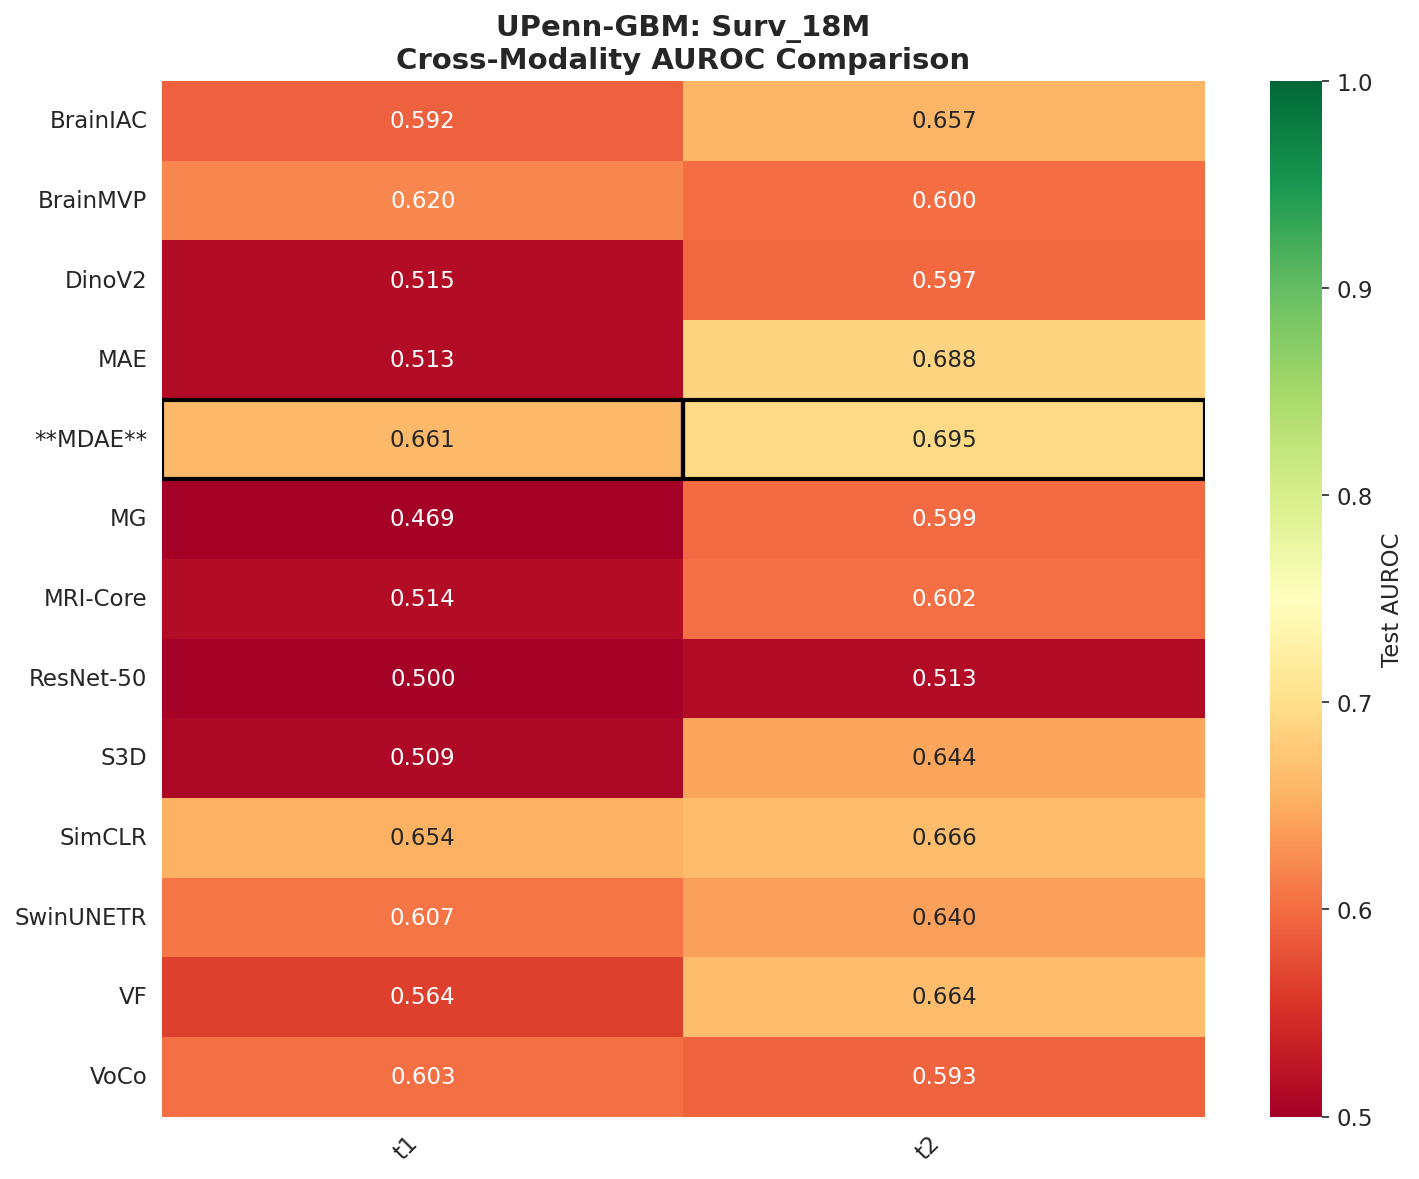 UPenn-GBM: Surv_18M
Cross-Modality AUROC Comparison
BrainIAC 0.592 0.657
BrainMVP 0.620 0.600
DinoV2 0.515 0.597
MAE 0.513 0.688
**MDAE** 0.661 0.695
MG 0.469 0.599
MRI-Core 0.514 0.602
ResNet-50 0.500 0.513
S3D 0.509 0.644
SimCLR 0.654 0.666
SwinUNETR 0.607 0.640
VF 0.564 0.664
VoCo 0.603 0.593
t1 t2
1.0
0.9
0.8
0.7
0.6
0.5
Test AUROC